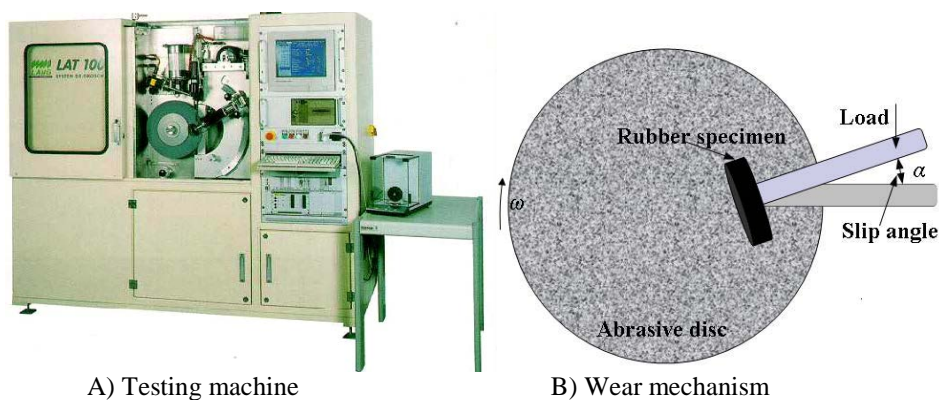 LAT 100
Rubber specimen
Load
α
ω
Slip angle
Abrasive disc
A) Testing machine
B) Wear mechanism